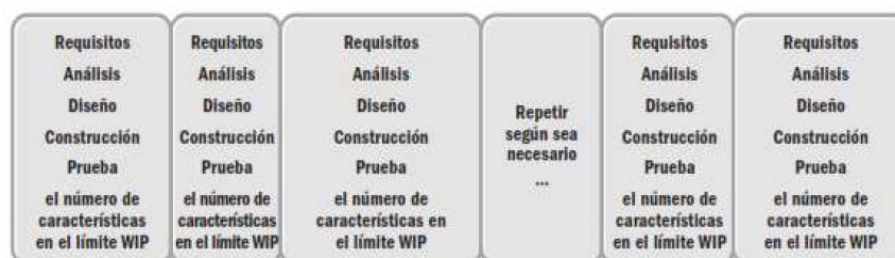 Requisitos
Análisis
Diseño
Construcción
Prueba
el número de
características
en el límite WIP
Requisitos
Análisis
Diseño
Construcción
Prueba
el número de
características
en el límite WIP
Requisitos
Análisis
Diseño
Construcción
Prueba
el número de
características en
el límite WIP
Repetir
según sea
necesario
...
Requisitos
Análisis
Diseño
Construcción
Prueba
el número de
características
en el límite WIP
Requisitos
Análisis
Diseño
Construcción
Prueba
el número de
características en
el límite WIP